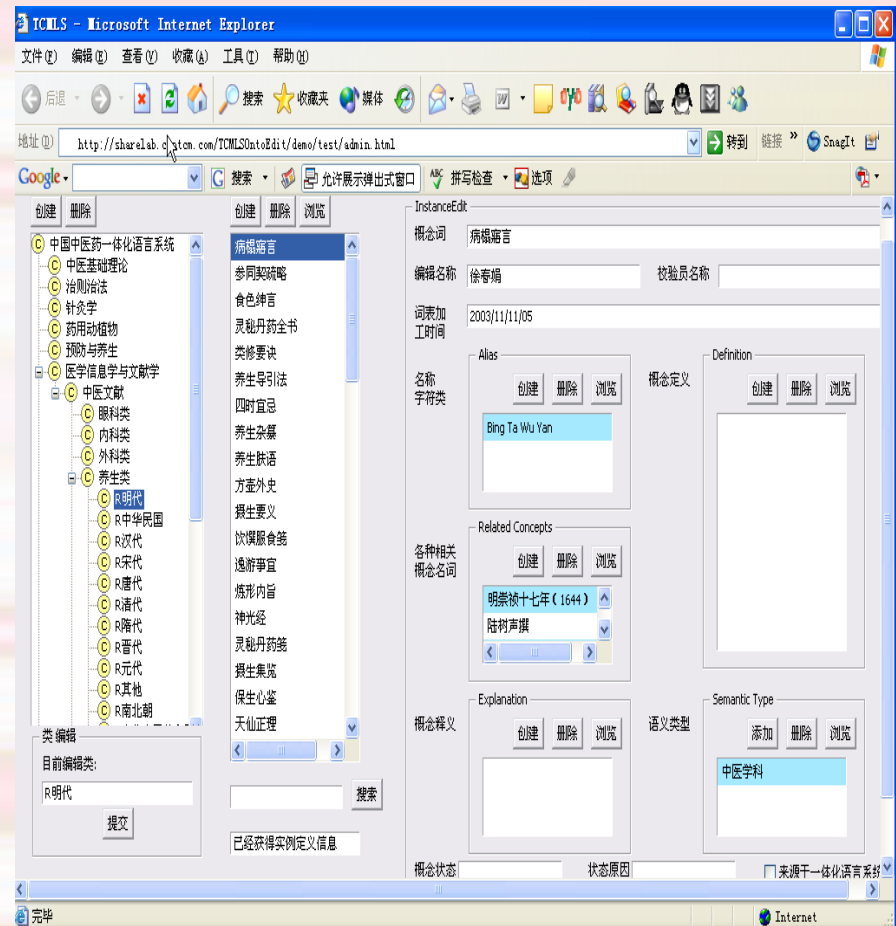 TCMLS - Microsoft Internet Explorer
文件(F) 编辑(E) 查看(V) 收藏(A) 工具(T) 帮助(H)
后退 搜索 收藏夹 媒体
地址(D) http://sharelab.c tcm.com/TCMLSOntoEdit/demo/test/admin.html 转到 链接 » SnagIt
Google 搜索 允许展示弹出式窗口 拼写检查 选项
创建 删除
中国中医药一体化语言系统
中医基础理论
治则治法
针灸学
药用动植物
预防与养生
医学信息学与文献学
中医文献
眼科类
内科类
外科类
养生类
R明代
R中华民国
R汉代
R宋代
R唐代
R清代
R隋代
R晋代
R元代
R其他
R南北朝
类 编辑
目前编辑类:
R明代
提交
创建 删除 浏览
病榻寤言
参同契疏略
食色绅言
灵秘丹药全书
类修要诀
养生导引法
四时宜忌
养生杂纂
养生肤语
方壶外史
摄生要义
饮馔服食笺
逸游事宜
炼形内旨
神光经
灵秘丹药笺
摄生集览
保生心鉴
天仙正理
搜索
已经获得实例定义信息
InstanceEdit
概念词 病榻寤言
编辑名称 徐春娟 校验员名称
词表加
工时间 2003/11/11/05
名称
字符类
Alias
创建 删除 浏览
Bing Ta Wu Yan
概念定义
Definition
创建 删除 浏览
各种相关
概念名词
Related Concepts
创建 删除 浏览
明崇祯十七年(1644)
陆树声撰
概念释义
Explanation
创建 删除 浏览
语义类型
Semantic Type
添加 删除 浏览
中医学科
概念状态 状态原因 来源于一体化语言系统
完毕 Internet